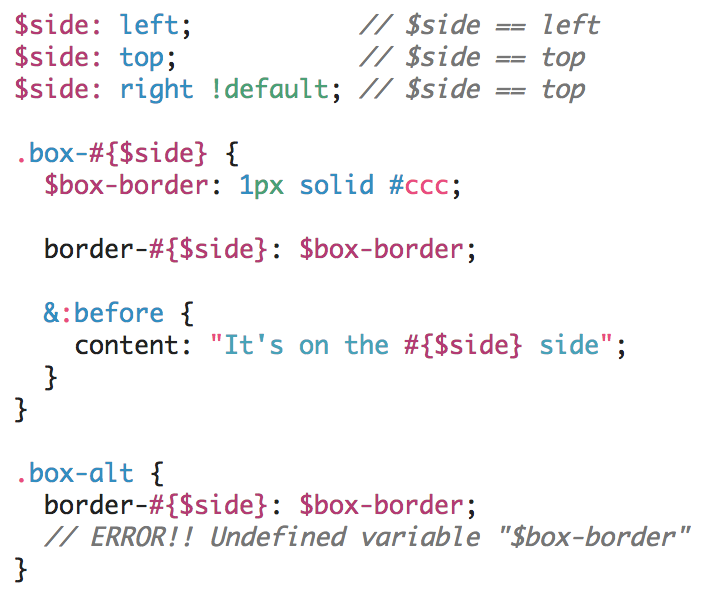 $side: left;           // $side == left
$side: top;            // $side == top
$side: right !default; // $side == top

.box-#{$side} {
  $box-border: 1px solid #ccc;

  border-#{$side}: $box-border;

  &:before {
    content: "It's on the #{$side} side";
  }
}

.box-alt {
  border-#{$side}: $box-border;
  // ERROR!! Undefined variable "$box-border"
}